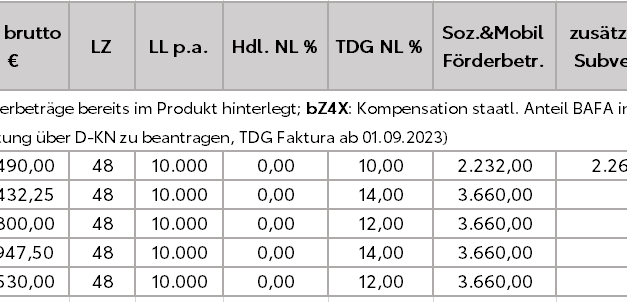 brutto € LZ LL p.a. Hdl. NL % TDG NL % Soz.&Mobil Förderbetr. zusätz Subve
erbeträge bereits im Produkt hinterlegt; bZ4X: Kompensation staatl. Anteil BAFA in
tung über D-KN zu beantragen, TDG Faktura ab 01.09.2023)
490,00 48 10.000 0,00 10,00 2.232,00 2.26
432,25 48 10.000 0,00 14,00 3.660,00
300,00 48 10.000 0,00 12,00 3.660,00
947,50 48 10.000 0,00 14,00 3.660,00
530,00 48 10.000 0,00 12,00 3.660,00